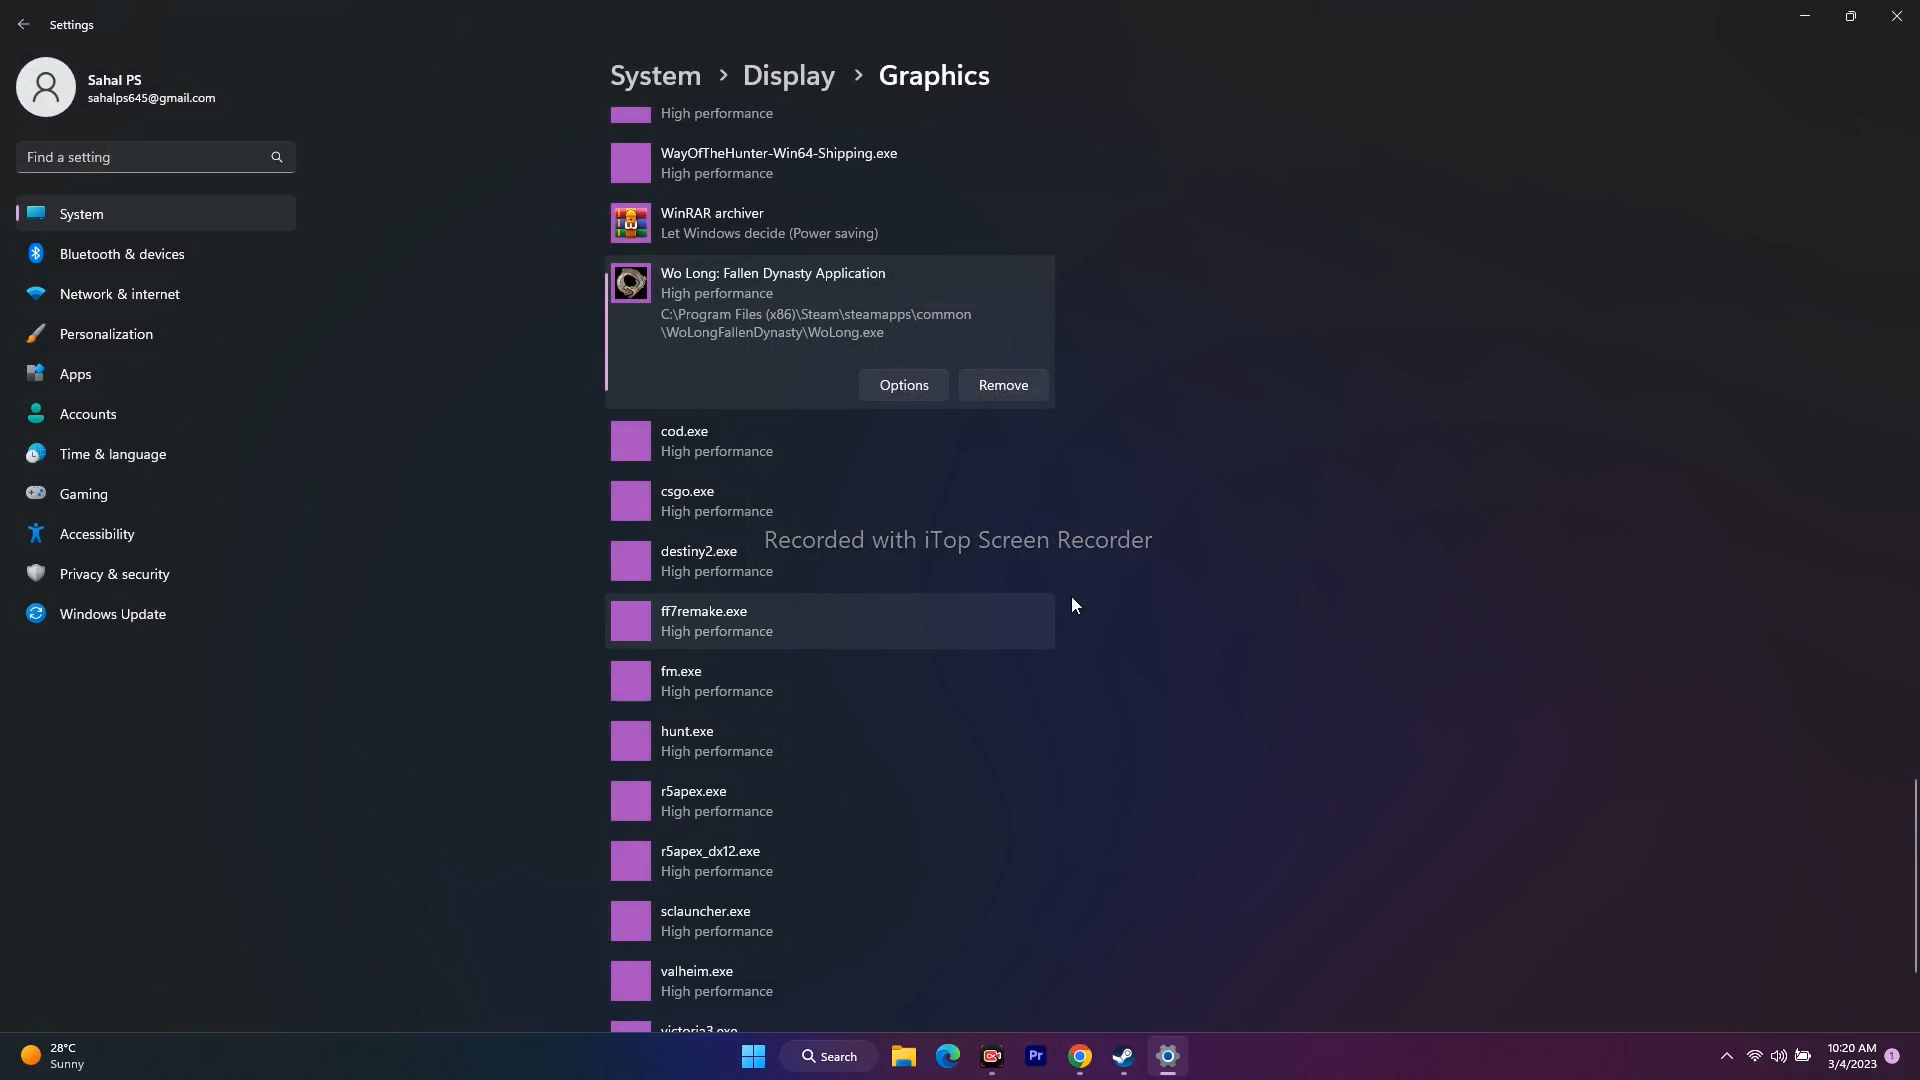 Settings
Sahal PS
sahalps645@gmail.com
Find a setting
System
Bluetooth & devices
Network & internet
Personalization
Apps
Accounts
Time & language
Gaming
Accessibility
Privacy & security
Windows Update
System > Display > Graphics
High performance
WayOfTheHunter-Win64-Shipping.exe
High performance
WinRAR archiver
Let Windows decide (Power saving)
Wo Long: Fallen Dynasty Application
High performance
C:\Program Files (x86)\Steam\steamapps\common
\WoLongFallenDynasty\WoLong.exe
Options Remove
cod.exe
High performance
csgo.exe
High performance
Recorded with iTop Screen Recorder
destiny2.exe
High performance
ff7remake.exe
High performance
fm.exe
High performance
hunt.exe
High performance
r5apex.exe
High performance
r5apex_dx12.exe
High performance
sclauncher.exe
High performance
valheim.exe
High performance
victoria3.exe
28°C
Sunny
Search
Pr
10:20 AM
3/4/2023
1